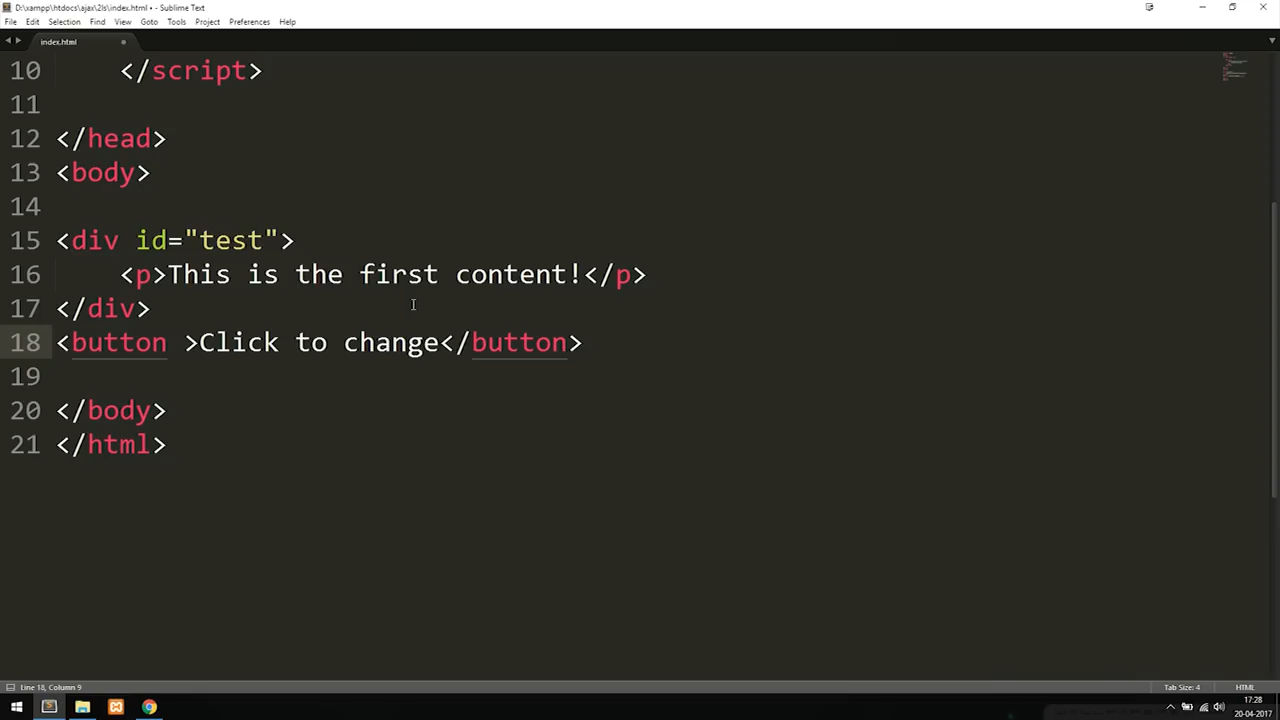 D:\xampp\htdocs\ajax\2ls\index.html • - Sublime Text
File Edit Selection Find View Goto Tools Project Preferences Help
index.html
10 </script>
11
12 </head>
13 <body>
14
15 <div id="test">
16 <p>This is the first content!</p>
17 </div>
18 <button >Click to change</button>
19
20 </body>
21 </html>
Line 18, Column 9 Tab Size: 4 HTML
17:28
20-04-2017